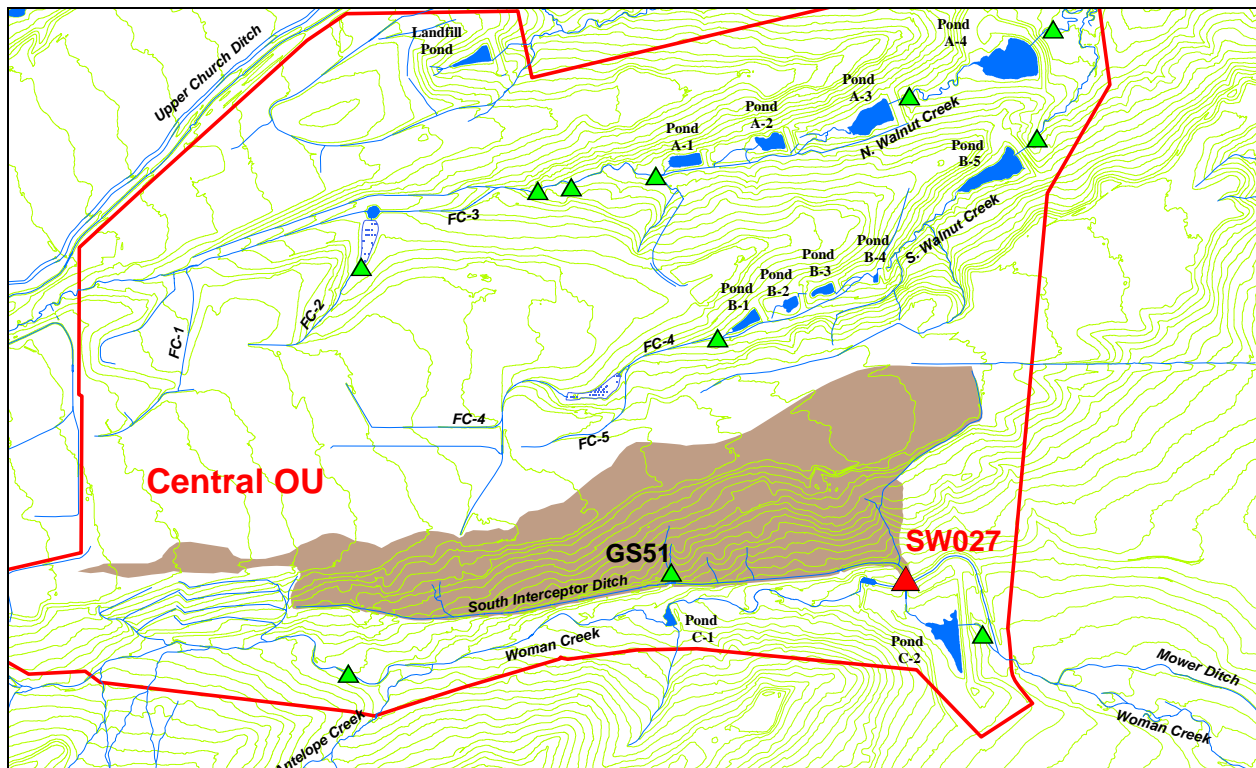 Landfill
Pond
Upper Church Ditch
Pond
A-4
Pond
A-3
Pond
A-2
Pond
A-1
N. Walnut Creek
Pond
B-5
FC-3
S. Walnut Creek
Pond
B-4
Pond
B-3
Pond
B-2
Pond
B-1
FC-2
FC-1
FC-4
FC-4
FC-5
Central OU
GS51
SW027
South Interceptor Ditch
Pond
C-1
Woman Creek
Pond
C-2
Mower Ditch
Woman Creek
Antelope Creek